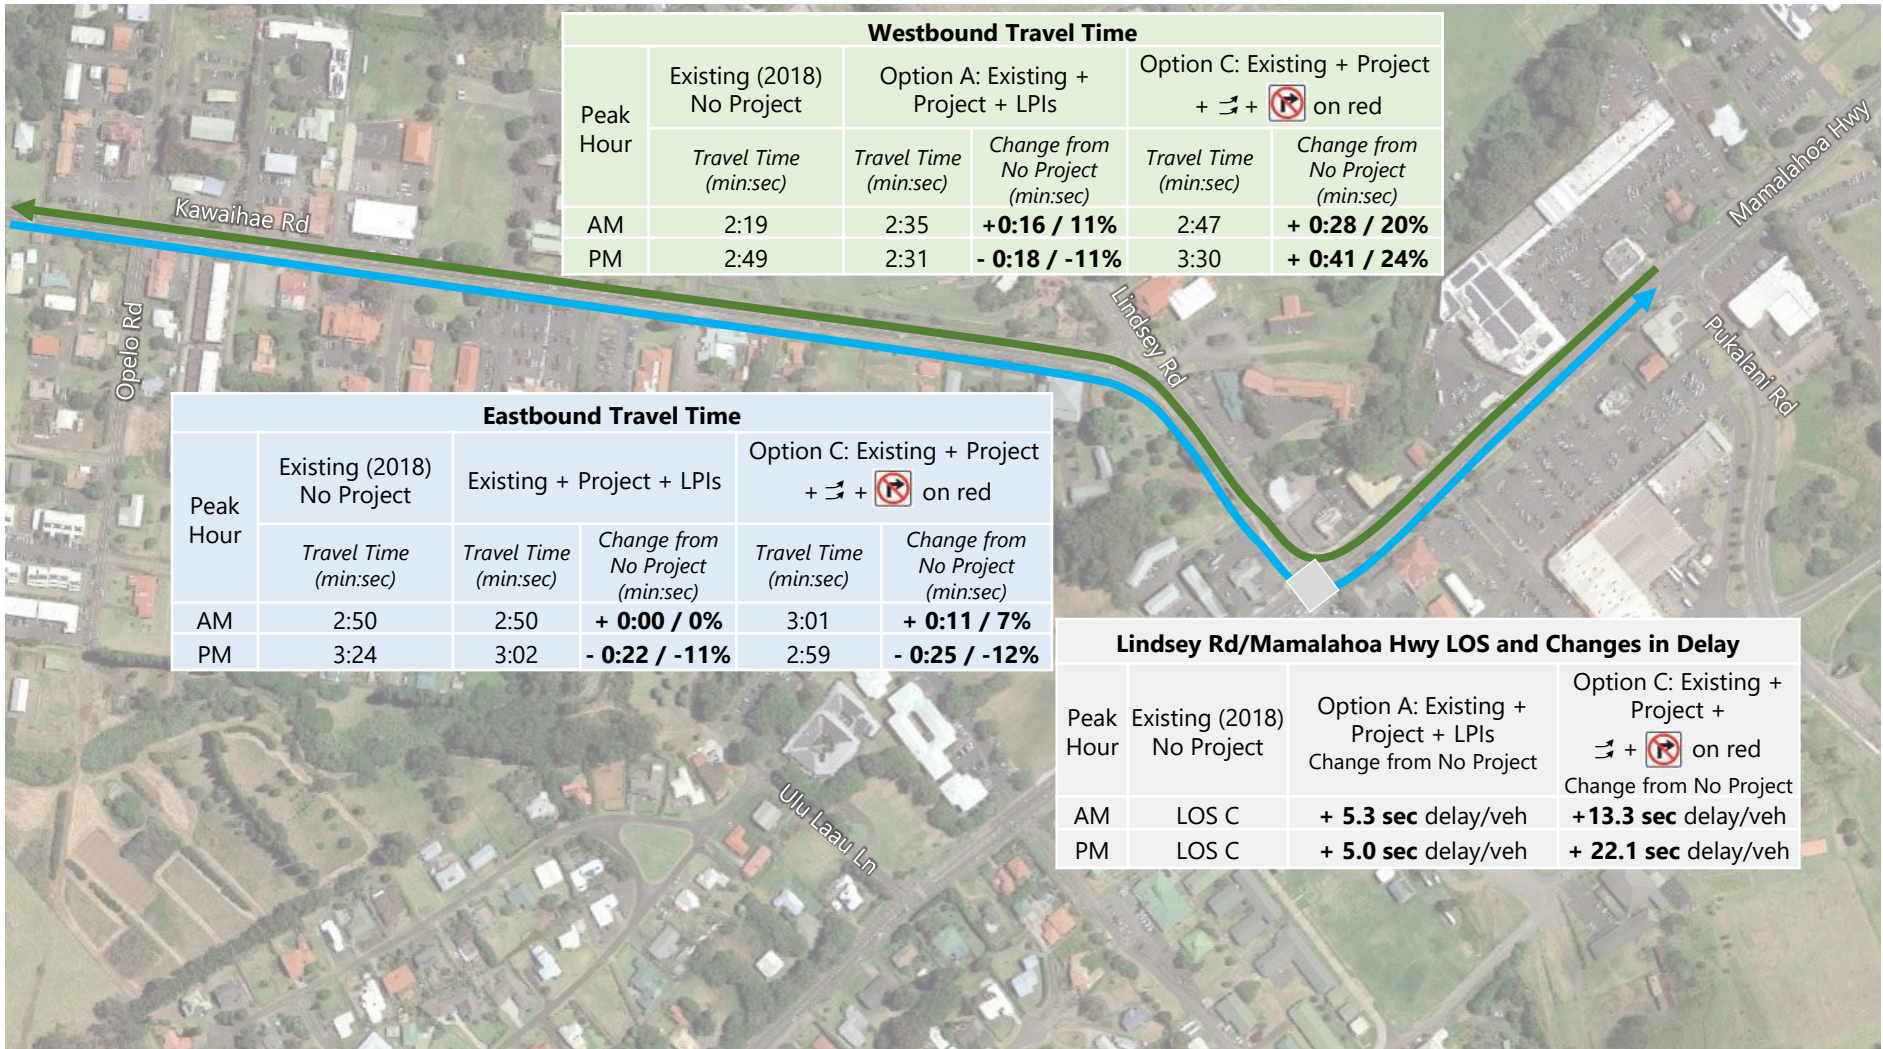 Westbound Travel Time
Peak
Hour
Existing (2018)
No Project
Option A: Existing +
Project + LPIs
Option C: Existing + Project
+ + on red
Travel Time
(min:sec)
Travel Time
(min:sec)
Change from
No Project
(min:sec)
Travel Time
(min:sec)
Change from
No Project
(min:sec)
AM 2:19 2:35 +0:16 / 11% 2:47 + 0:28 / 20%
PM 2:49 2:31 - 0:18 / -11% 3:30 + 0:41 / 24%
Mamalahoa Hwy
Kawaihae Rd
Lindsey Rd
Opelo Rd
Pukalani Rd
Eastbound Travel Time
Peak
Hour
Existing (2018)
No Project
Existing + Project + LPIs
Option C: Existing + Project
+ + on red
Travel Time
(min:sec)
Travel Time
(min:sec)
Change from
No Project
(min:sec)
Travel Time
(min:sec)
Change from
No Project
(min:sec)
AM 2:50 2:50 + 0:00 / 0% 3:01 + 0:11 / 7%
PM 3:24 3:02 - 0:22 / -11% 2:59 - 0:25 / -12%
Lindsey Rd/Mamalahoa Hwy LOS and Changes in Delay
Peak
Hour
Existing (2018)
No Project
Option A: Existing +
Project + LPIs
Change from No Project
Option C: Existing +
Project +
+ on red
Change from No Project
AM LOS C + 5.3 sec delay/veh +13.3 sec delay/veh
PM LOS C + 5.0 sec delay/veh + 22.1 sec delay/veh
Ulu Laau Ln